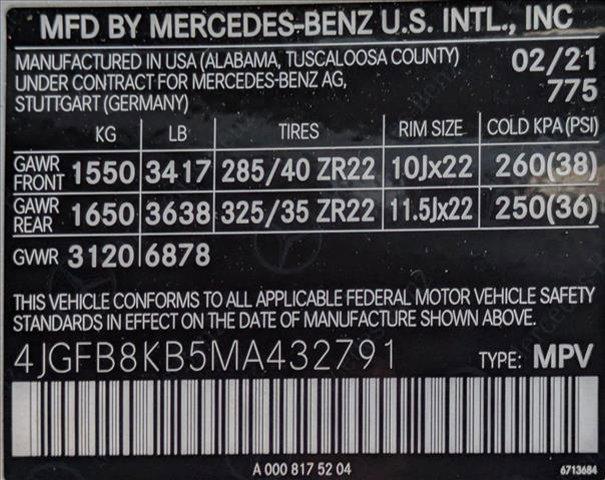 MFD BY MERCEDES-BENZ U.S. INTL., INC
MANUFACTURED IN USA (ALABAMA, TUSCALOOSA COUNTY) 02/21
UNDER CONTRACT FOR MERCEDES-BENZ AG, 775
STUTTGART (GERMANY)
KG LB TIRES RIM SIZE COLD KPA(PSI)
GAWR FRONT 1550 3417 285/40 ZR22 10Jx22 260(38)
GAWR REAR 1650 3638 325/35 ZR22 11.5Jx22 250(36)
GVWR 3120 6878
THIS VEHICLE CONFORMS TO ALL APPLICABLE FEDERAL MOTOR VEHICLE SAFETY
STANDARDS IN EFFECT ON THE DATE OF MANUFACTURE SHOWN ABOVE.
4JGFB8KB5MA432791 TYPE: MPV
A 000 817 52 04 6713684